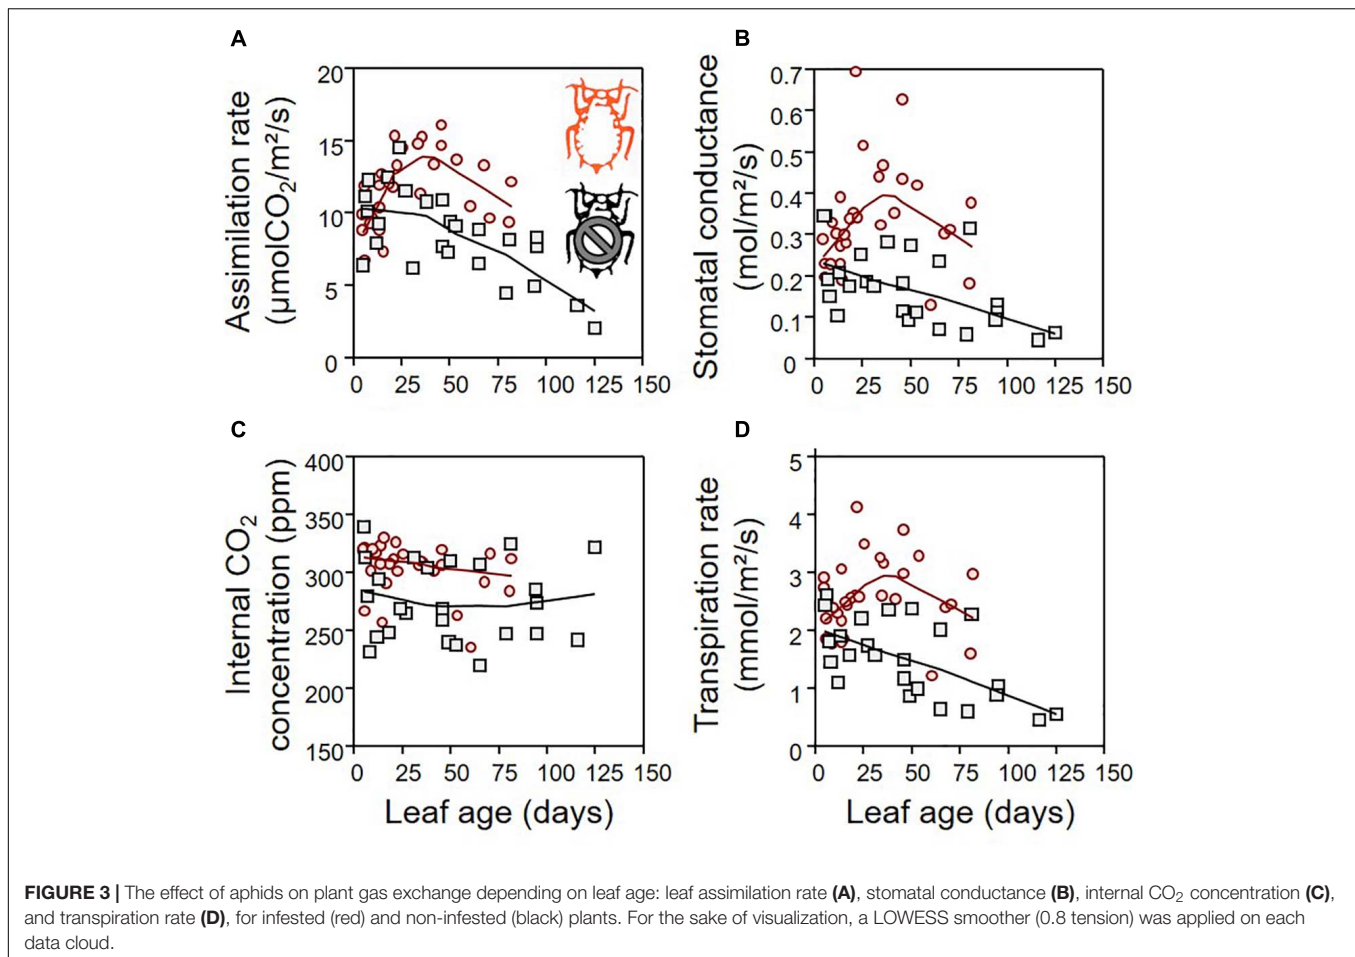 A
Assimilation rate
(µmolCO₂/m²/s)
20
15
10
5
0
0 25 50 75 100 125 150
B
Stomatal conductance
(mol/m²/s)
0.7
0.6
0.5
0.4
0.3
0.2
0.1
0
0 25 50 75 100 125 150
C
Internal CO₂
concentration (ppm)
400
350
300
250
200
150
0 25 50 75 100 125 150
Leaf age (days)
D
Transpiration rate
(mmol/m²/s)
5
4
3
2
1
0
0 25 50 75 100 125 150
Leaf age (days)
FIGURE 3 | The effect of aphids on plant gas exchange depending on leaf age: leaf assimilation rate (A), stomatal conductance (B), internal CO₂ concentration (C),
and transpiration rate (D), for infested (red) and non-infested (black) plants. For the sake of visualization, a LOWESS smoother (0.8 tension) was applied on each
data cloud.